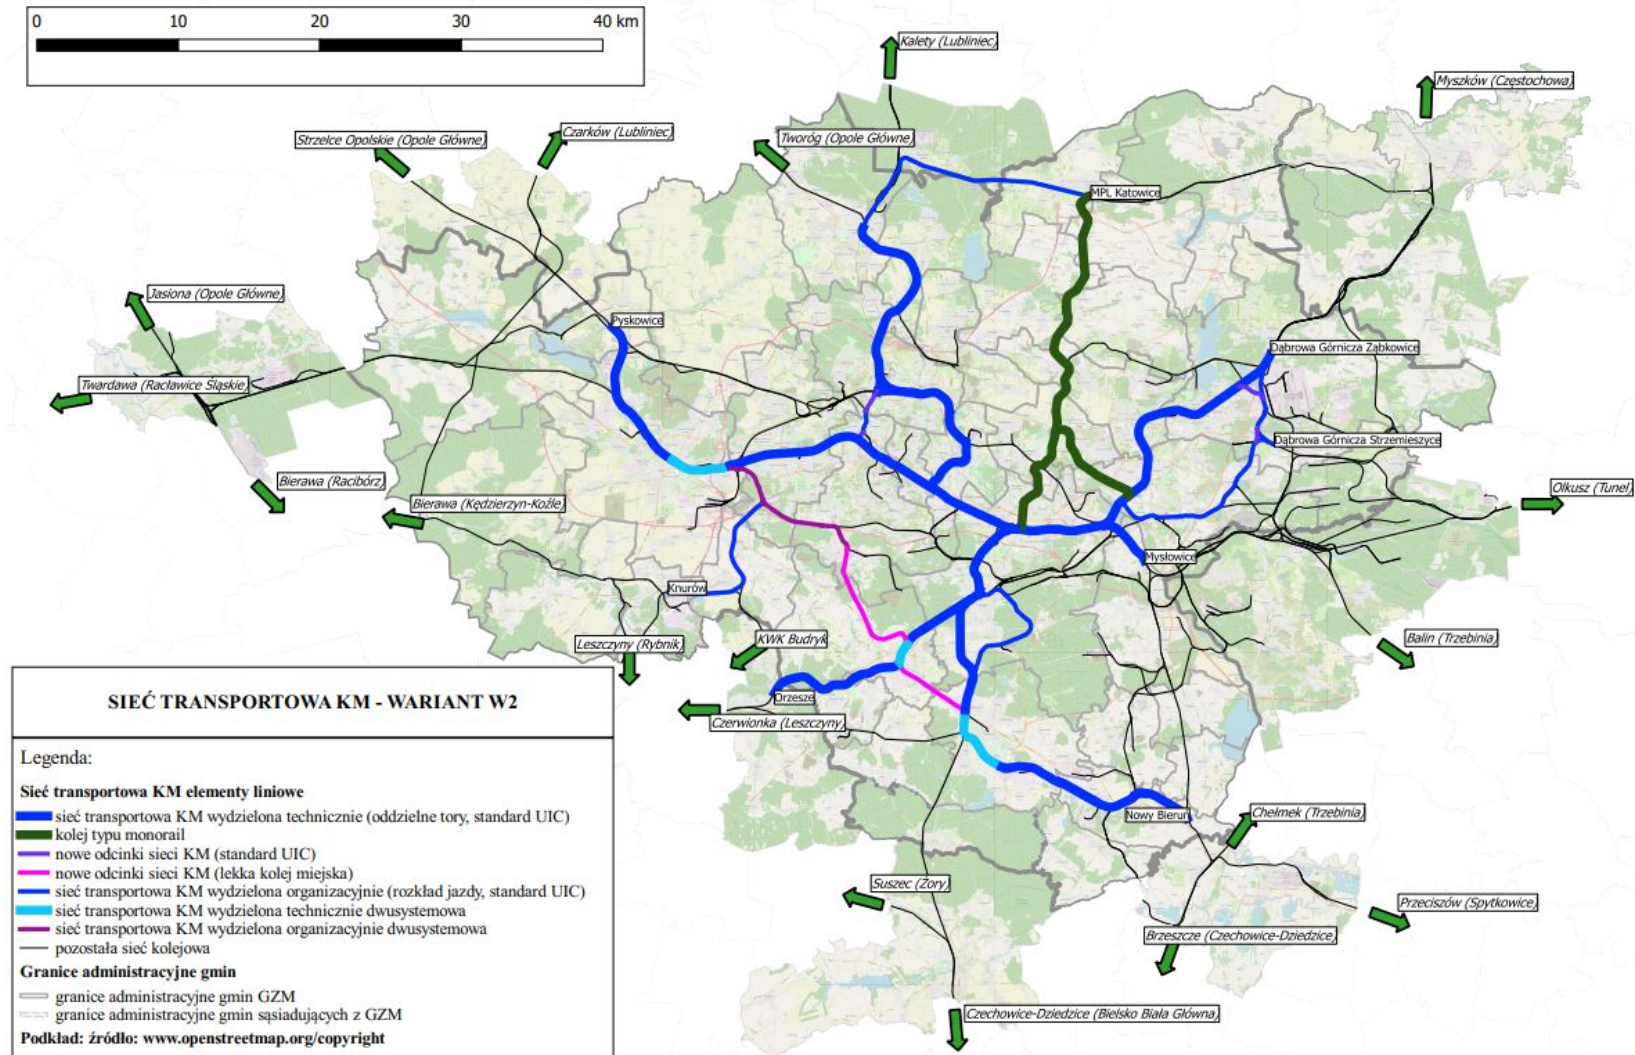 0 10 20 30 40 km
Kalety (Lubliniec)
Myszków (Częstochowa)
Czarków (Lubliniec)
Strzelce Opolskie (Opole Główne)
Tworóg (Opole Główne)
MPL Katowice
Jasiona (Opole Główne)
Pyskowice
Dąbrowa Górnicza Ząbkowice
Twardawa (Racławice Śląskie)
Dąbrowa Górnicza Strzemieszyce
Bierawa (Racibórz)
Olkusz (Tunel)
Bierawa (Kędzierzyn-Koźle)
Mysłowice
Knurów
KWK Budryk
Balin (Trzebinia)
Leszczyny (Rybnik)
Orzesze
Czerwionka (Leszczyny)
Nowy Bieruń
Chełmek (Trzebinia)
Suszec (Żory)
Przeciszów (Spytkowice)
Brzeszcze (Czechowice-Dziedzice)
Czechowice-Dziedzice (Bielsko Biała Główna)
SIEĆ TRANSPORTOWA KM - WARIANT W2
Legenda:
Sieć transportowa KM elementy liniowe
sieć transportowa KM wydzielona technicznie (oddzielne tory, standard UIC)
kolej typu monorail
nowe odcinki sieci KM (standard UIC)
nowe odcinki sieci KM (lekka kolej miejska)
sieć transportowa KM wydzielona organizacyjnie (rozkład jazdy, standard UIC)
sieć transportowa KM wydzielona technicznie dwusystemowa
sieć transportowa KM wydzielona organizacyjnie dwusystemowa
pozostała sieć kolejowa
Granice administracyjne gmin
granice administracyjne gmin GZM
granice administracyjne gmin sąsiadujących z GZM
Podkład: źródło: www.openstreetmap.org/copyright